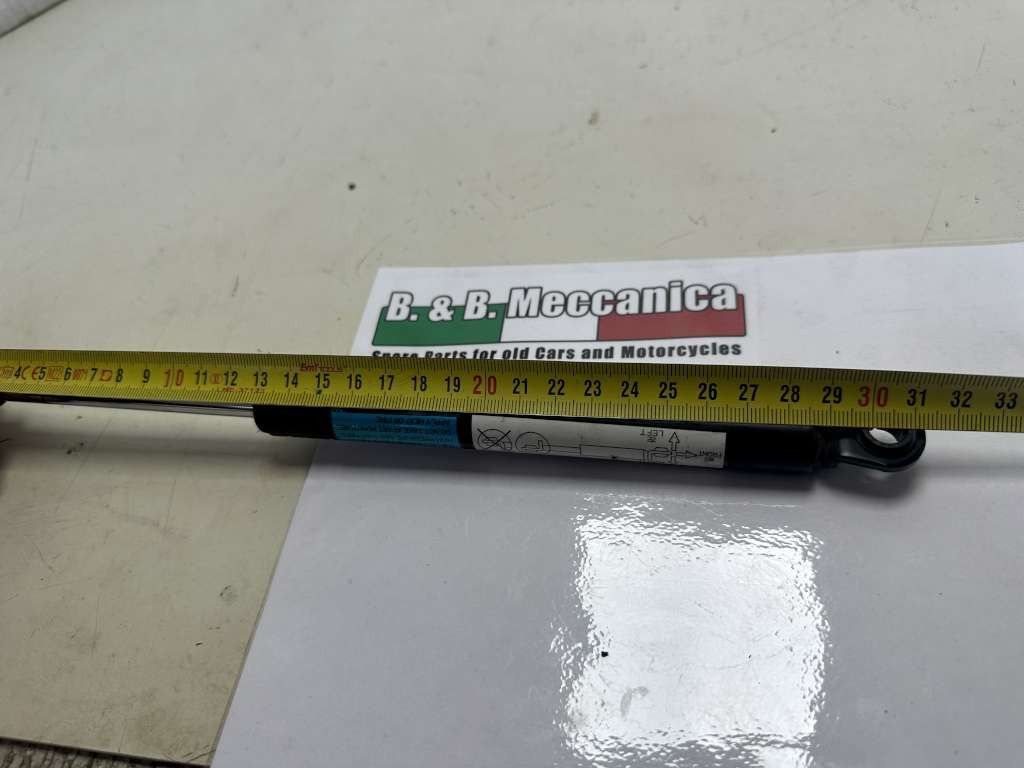 B. & B. Meccanica
Spare Parts for old Cars and Motorcycles
4 5 6 7 8 9 10 11 12 13 14 15 16 17 18 19 20 21 22 23 24 25 26 27 28 29 30 31 32 33
LEFT
FRONT